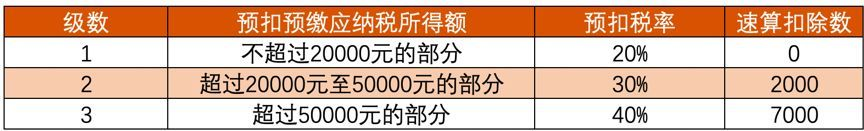 级数 预扣预缴应纳税所得额 预扣税率 速算扣除数
1 不超过20000元的部分 20% 0
2 超过20000元至50000元的部分 30% 2000
3 超过50000元的部分 40% 7000